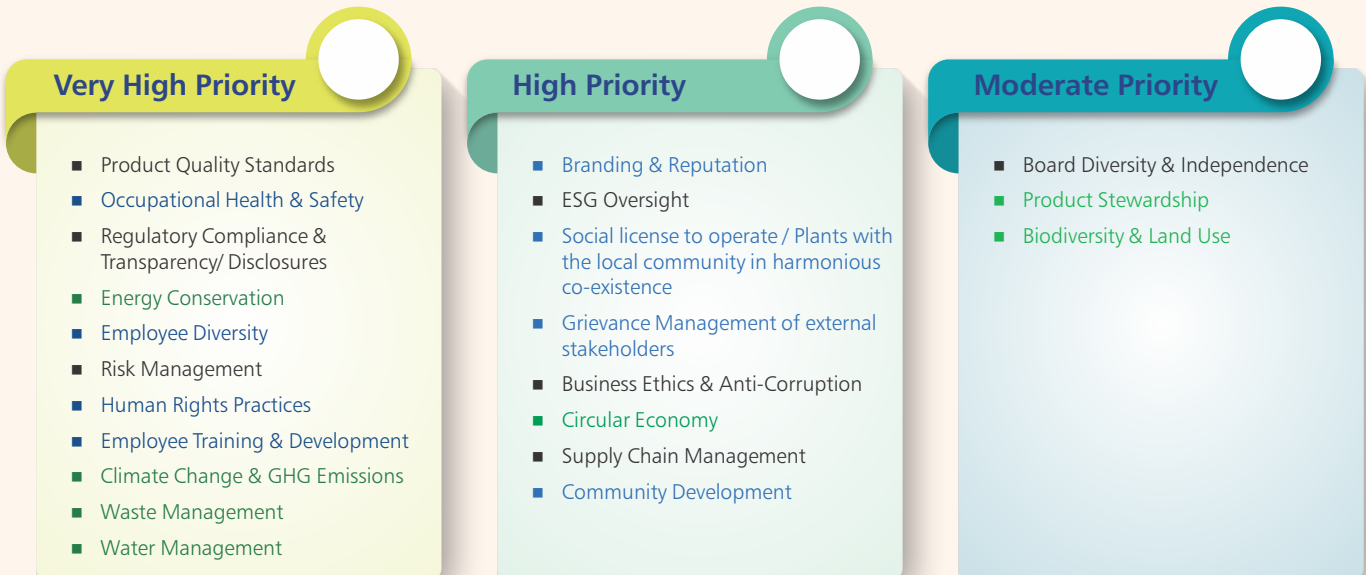 Very High Priority
■ Product Quality Standards
■ Occupational Health & Safety
■ Regulatory Compliance &
Transparency/ Disclosures
■ Energy Conservation
■ Employee Diversity
■ Risk Management
■ Human Rights Practices
■ Employee Training & Development
■ Climate Change & GHG Emissions
■ Waste Management
■ Water Management
High Priority
■ Branding & Reputation
■ ESG Oversight
■ Social license to operate / Plants with
the local community in harmonious
co-existence
■ Grievance Management of external
stakeholders
■ Business Ethics & Anti-Corruption
■ Circular Economy
■ Supply Chain Management
■ Community Development
Moderate Priority
■ Board Diversity & Independence
■ Product Stewardship
■ Biodiversity & Land Use